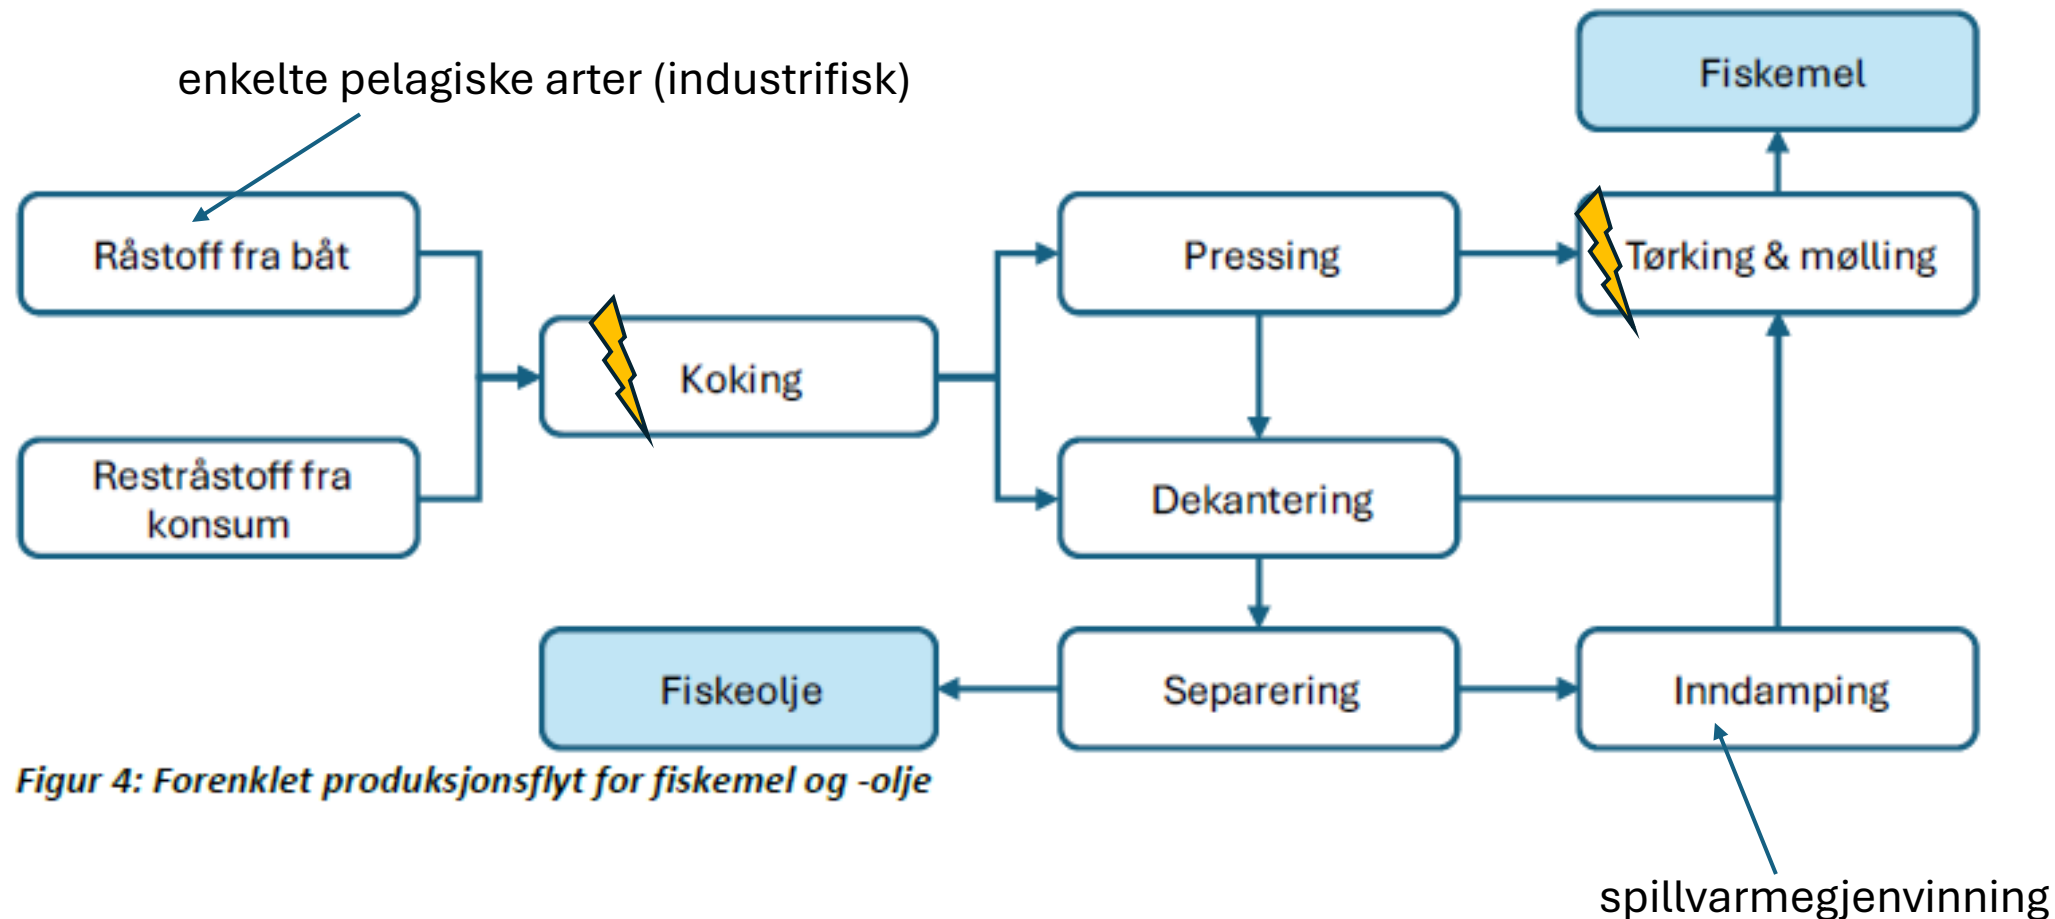 enkelte pelagiske arter (industrifisk)
Fiskemel
Råstoff fra båt
Pressing
Tørking & mølling
Koking
Restråstoff fra
konsum
Dekantering
Fiskeolje
Separering
Inndamping
Figur 4: Forenklet produksjonsflyt for fiskemel og -olje
spillvarmegjenvinning